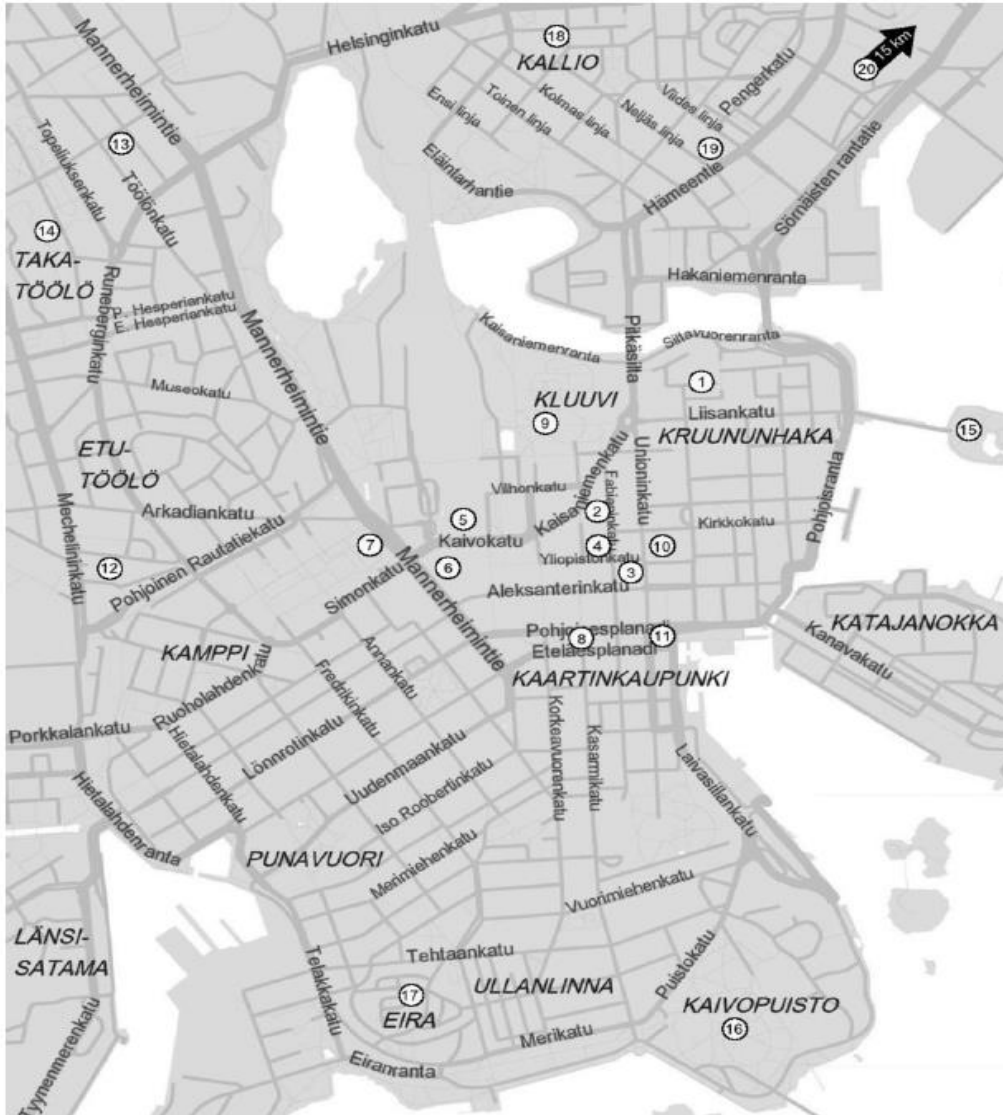 Helsinginkatu
18
KALLIO
15 km
20
Mannerheimintie
Pengerkatu
Viides linja
Neljäs linja
Kolmas linja
Toinen linja
Ensi linja
19
13
Topeliuksenkatu
Töölönkatu
Eläintarhantie
Hämeentie
Sörnäisten rantatie
14
TAKA-
TÖÖLÖ
Runeberginkatu
P. Hesperiankatu
E. Hesperiankatu
Hakaniemenranta
Mannerheimintie
Kaisaniemenranta
Pitkäsilta
Siltavuorenranta
Museokatu
1
KLUUVI
9
Liisankatu
KRUUNUNHAKA
15
ETU-
TÖÖLÖ
Unioninkatu
Vilhonkatu
Kaisaniemenkatu
Fabianinkatu
Pohjoisranta
Mechelininkatu
Arkadiankatu
5
2
Kirkkokatu
Kaivokatu
7
4
10
Yliopistonkatu
12
Pohjoinen Rautatiekatu
6
3
Simonkatu
Mannerheimintie
Aleksanterinkatu
Pohjoisesplanadi
8
11
Eteläesplanadi
KATAJANOKKA
Kanavakatu
KAMPPI
Annankatu
KAARTINKAUPUNKI
Ruoholahdenkatu
Fredrikinkatu
Porkkalankatu
Hietalahdenkatu
Lönnrotinkatu
Korkeavuorenkatu
Kasarmikatu
Uudenmaankatu
Laivasillankatu
Hietalahdenranta
Iso Roobertinkatu
PUNAVUORI
Merimiehenkatu
Vuorimiehenkatu
LÄNSI-
SATAMA
Telakkakatu
Tehtaankatu
Puistokatu
17
ULLANLINNA
EIRA
KAIVOPUISTO
16
Merikatu
Eiranranta
Tyynenmerenkatu